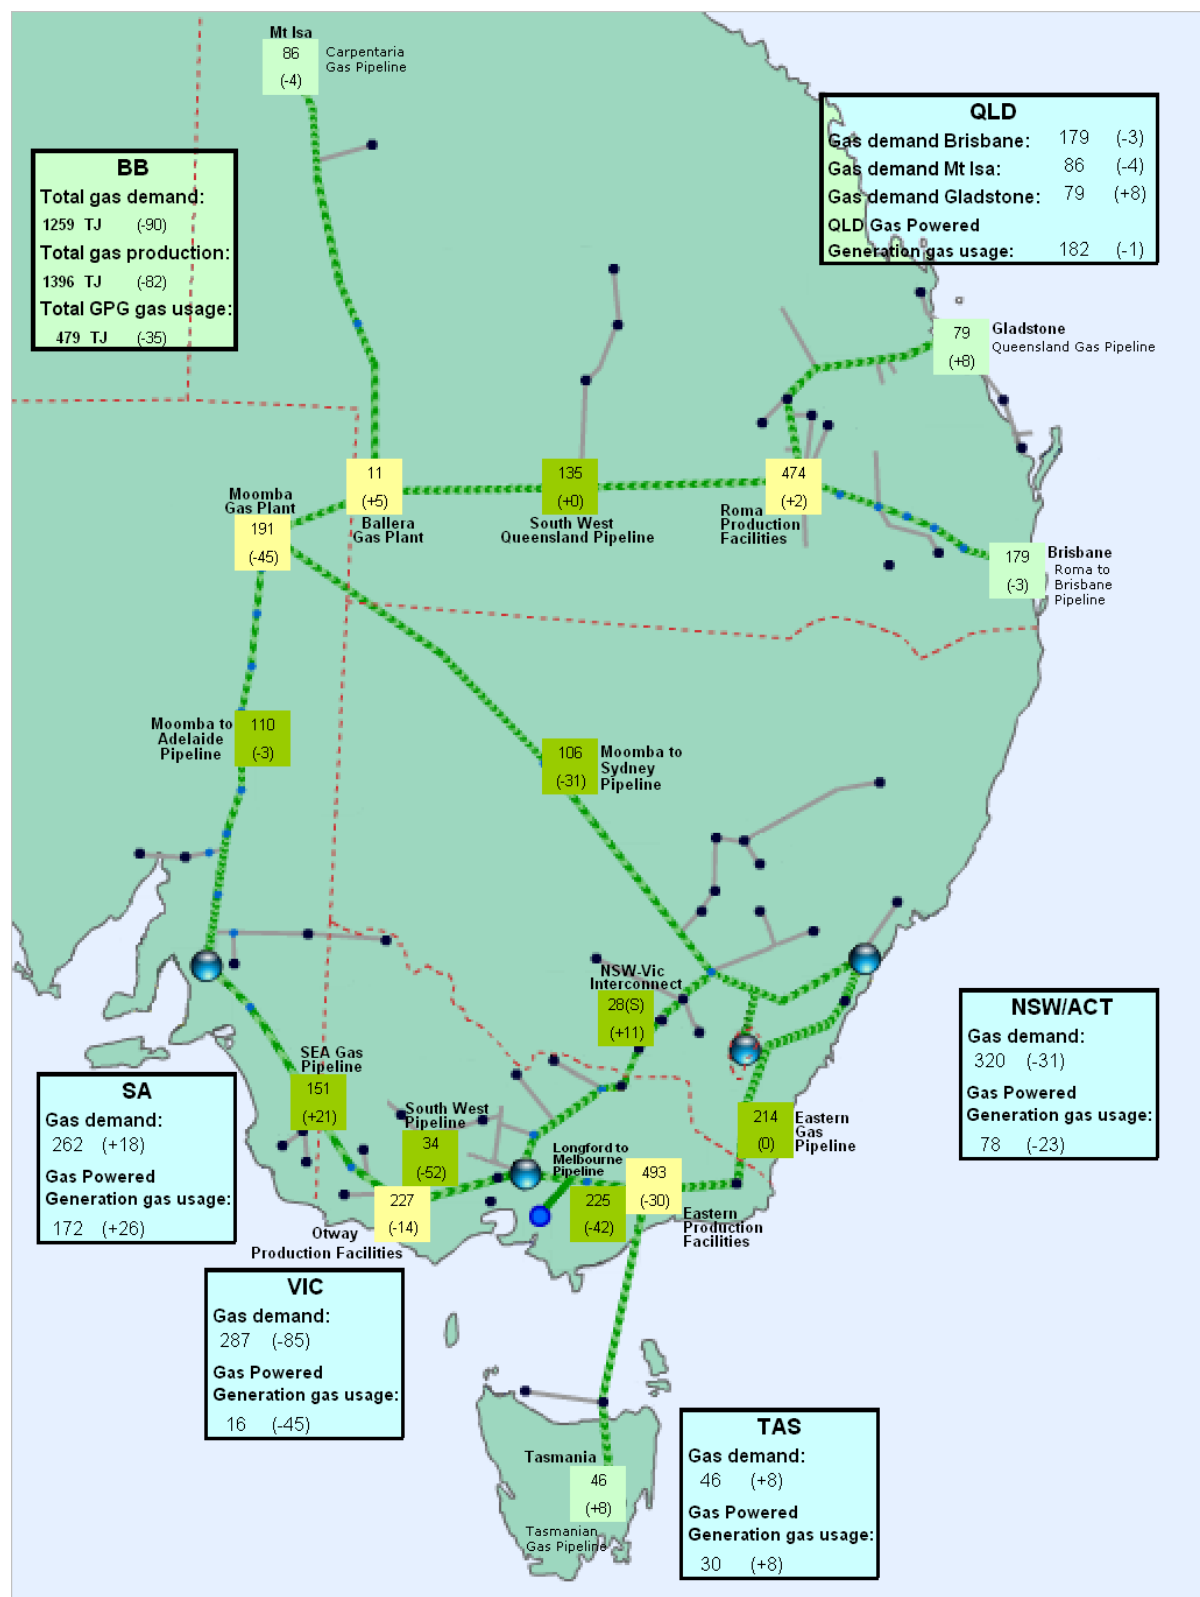 Mt Isa
86
(-4)
Carpentaria
Gas Pipeline
QLD
Gas demand Brisbane: 179 (-3)
Gas demand Mt Isa: 86 (-4)
Gas demand Gladstone: 79 (+8)
QLD Gas Powered
Generation gas usage: 182 (-1)
BB
Total gas demand:
1259 TJ (-90)
Total gas production:
1396 TJ (-82)
Total GPG gas usage:
479 TJ (-35)
79
(+8)
Gladstone
Queensland Gas Pipeline
Moomba
Gas Plant
191
(-45)
11
(+5)
Ballera
Gas Plant
135
(+0)
South West
Queensland Pipeline
474
(+2)
Roma
Production
Facilities
179
(-3)
Brisbane
Roma to
Brisbane
Pipeline
Moomba to
Adelaide
Pipeline
110
(-3)
106
(-31)
Moomba to
Sydney
Pipeline
NSW-Vic
Interconnect
28(S)
(+11)
NSW/ACT
Gas demand:
320 (-31)
Gas Powered
Generation gas usage:
78 (-23)
SEA Gas
Pipeline
151
(+21)
SA
Gas demand:
262 (+18)
Gas Powered
Generation gas usage:
172 (+26)
South West
Pipeline
34
(-52)
Longford to
Melbourne
Pipeline
225
(-42)
493
(-30)
Eastern
Production
Facilities
214
(0)
Eastern
Gas
Pipeline
227
(-14)
Otway
Production Facilities
VIC
Gas demand:
287 (-85)
Gas Powered
Generation gas usage:
16 (-45)
Tasmania
46
(+8)
Tasmanian
Gas Pipeline
TAS
Gas demand:
46 (+8)
Gas Powered
Generation gas usage:
30 (+8)